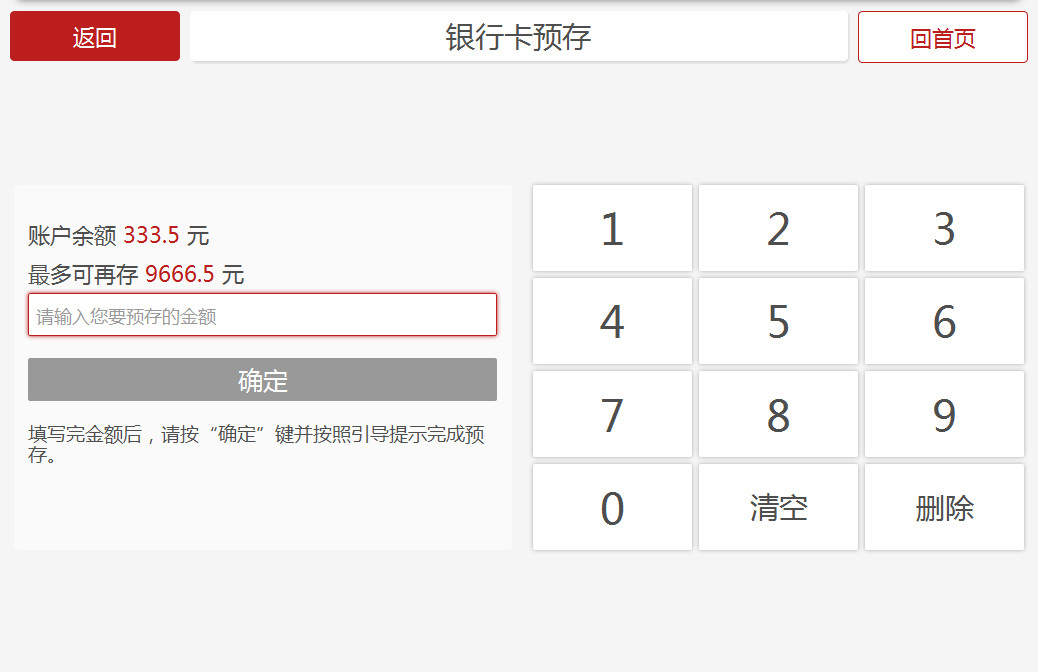 返回
银行卡预存
回首页
账户余额 333.5 元
最多可再存 9666.5 元
请输入您要预存的金额
确定
填写完金额后，请按“确定”键并按照引导提示完成预
存。
1 2 3
4 5 6
7 8 9
0 清空 删除